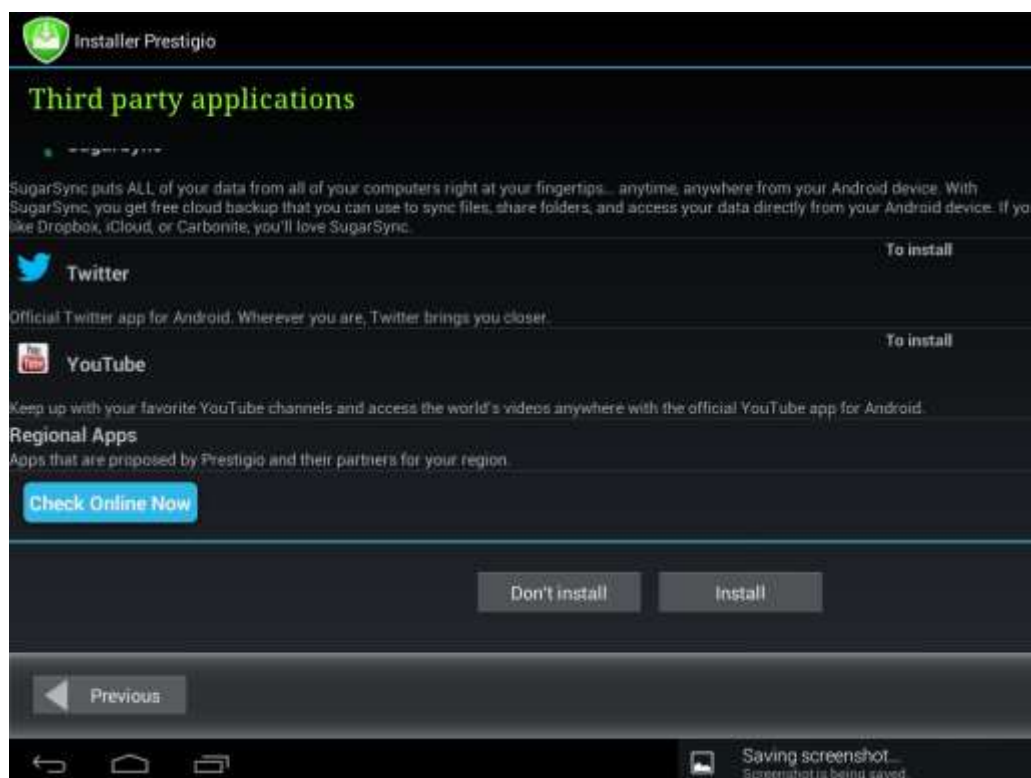 Installer Prestigio
Third party applications
SugarSync
SugarSync puts ALL of your data from all of your computers right at your fingertips... anytime, anywhere from your Android device. With
SugarSync, you get free cloud backup that you can use to sync files, share folders, and access your data directly from your Android device. If yo
like Dropbox, iCloud, or Carbonite, you'll love SugarSync.
To install
Twitter
Official Twitter app for Android. Wherever you are, Twitter brings you closer.
To install
YouTube
Keep up with your favorite YouTube channels and access the world's videos anywhere with the official YouTube app for Android.
Regional Apps
Apps that are proposed by Prestigio and their partners for your region.
Check Online Now
Don't install
Install
Previous
Saving screenshot...
Screenshot is being saved.